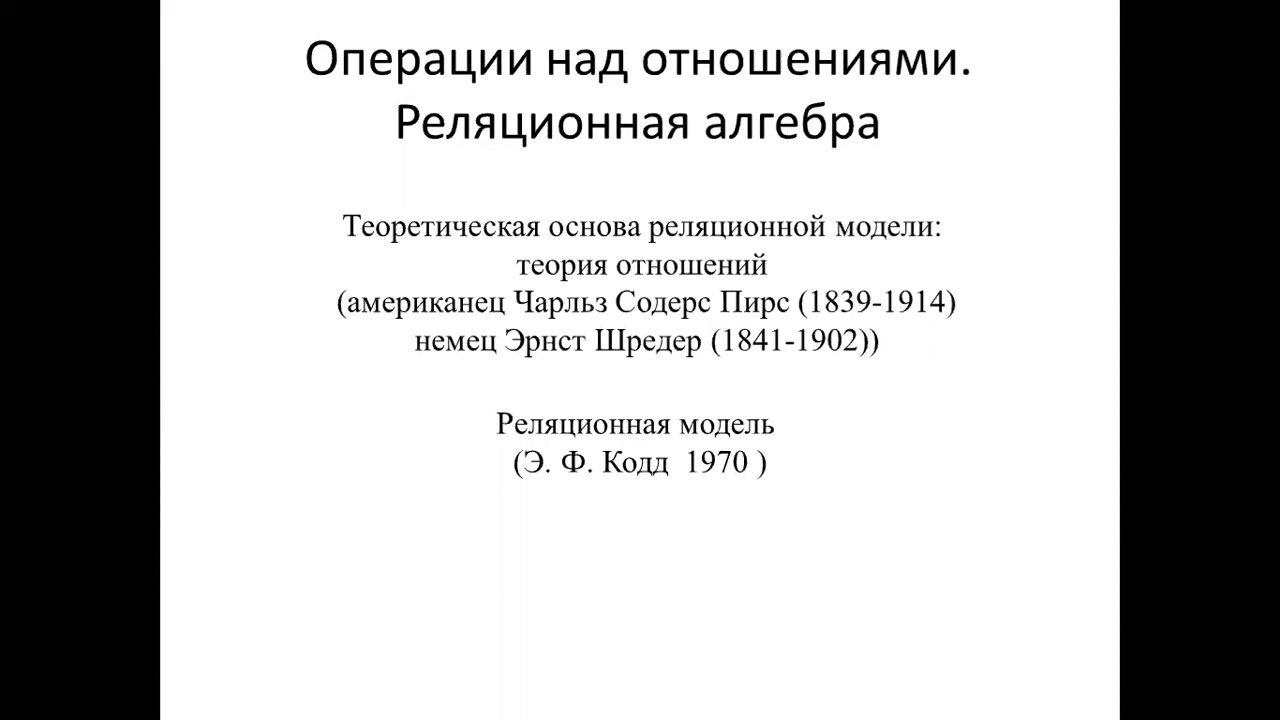 Операции над отношениями.
Реляционная алгебра
Теоретическая основа реляционной модели:
теория отношений
(американец Чарльз Содерс Пирс (1839-1914)
немец Эрнст Шредер (1841-1902))
Реляционная модель
(Э. Ф. Кодд 1970 )